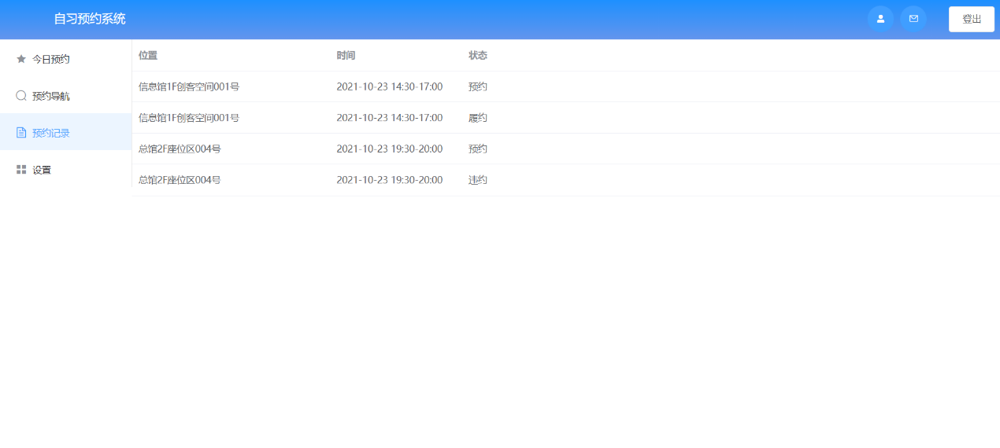 自习预约系统
登出
今日预约
预约导航
预约记录
设置
位置 时间 状态
信息馆1F创客空间001号 2021-10-23 14:30-17:00 预约
信息馆1F创客空间001号 2021-10-23 14:30-17:00 履约
总馆2F座位区004号 2021-10-23 19:30-20:00 预约
总馆2F座位区004号 2021-10-23 19:30-20:00 违约